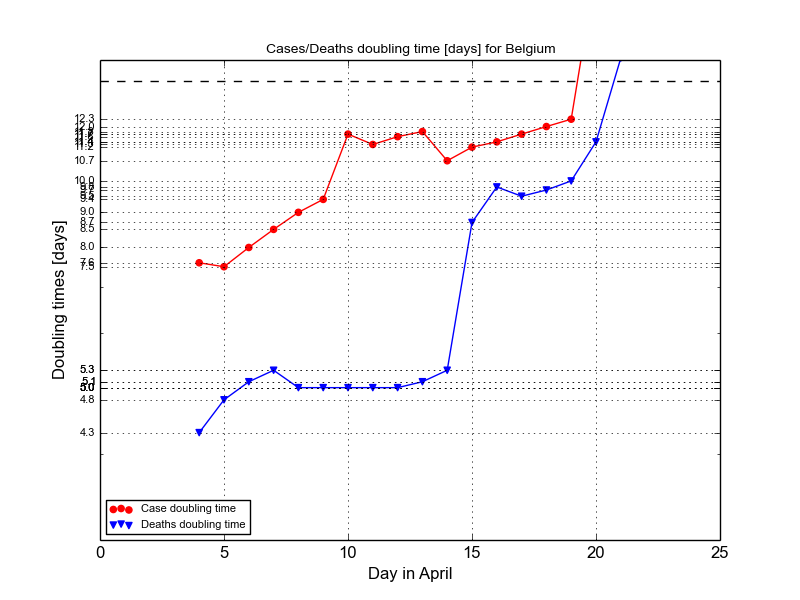 Cases/Deaths doubling time [days] for Belgium
12.3
12.0
11.2
10.7
10.0
9.4
9.0
8.7
8.5
8.0
7.6
7.5
5.3
5.1
5.0
4.8
4.3
Doubling times [days]
Case doubling time
Deaths doubling time
0 5 10 15 20 25
Day in April